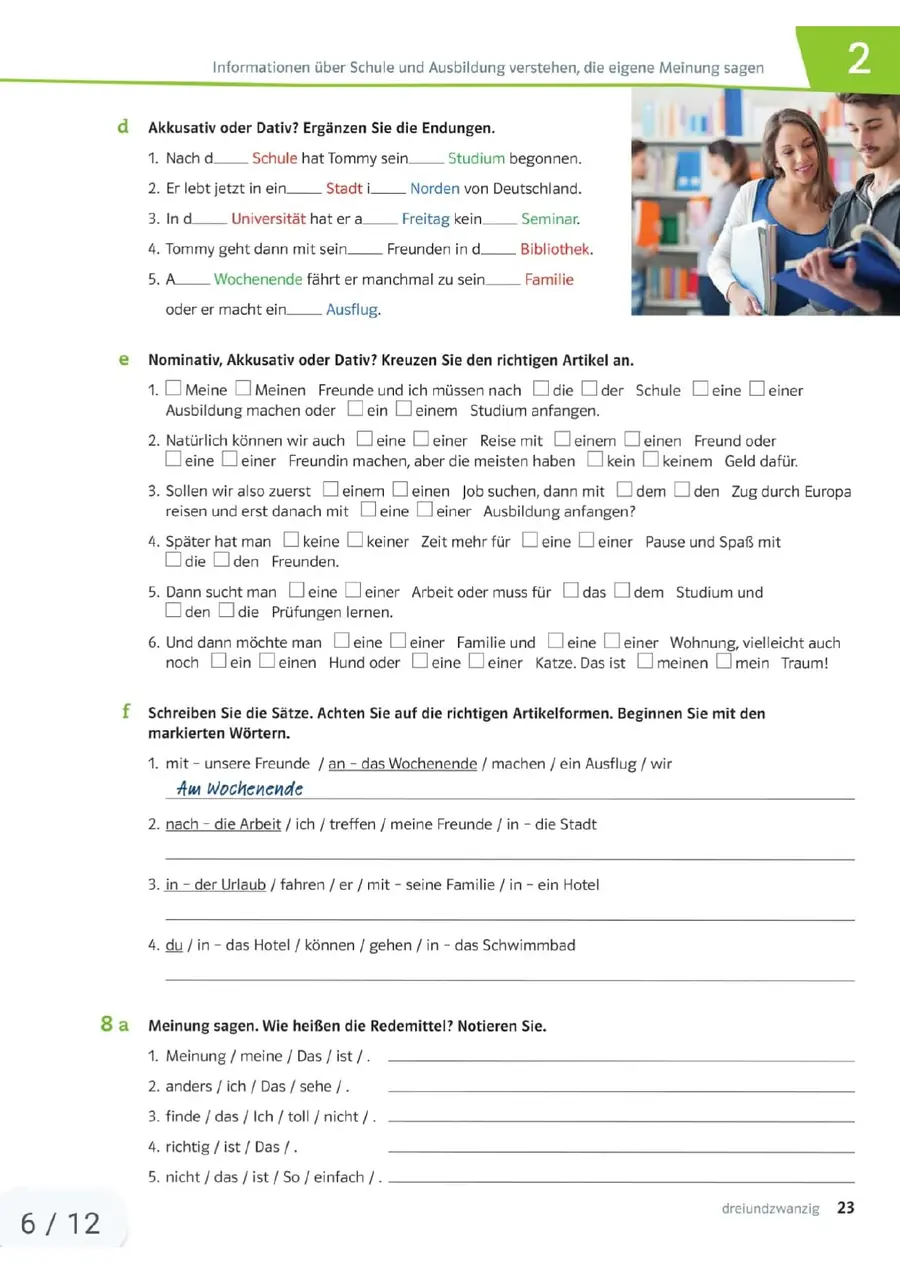 Informationen über Schule und Ausbildung verstehen, die eigene Meinung sagen
2
d Akkusativ oder Dativ? Ergänzen Sie die Endungen.
1. Nach d____ Schule hat Tommy sein____ Studium begonnen.
2. Er lebt jetzt in ein____ Stadt i____ Norden von Deutschland.
3. In d____ Universität hat er a____ Freitag kein____ Seminar.
4. Tommy geht dann mit sein____ Freunden in d____ Bibliothek.
5. A____ Wochenende fährt er manchmal zu sein____ Familie
oder er macht ein____ Ausflug.
e Nominativ, Akkusativ oder Dativ? Kreuzen Sie den richtigen Artikel an.
1. ☐ Meine ☐ Meinen Freunde und ich müssen nach ☐ die ☐ der Schule ☐ eine ☐ einer
Ausbildung machen oder ☐ ein ☐ einem Studium anfangen.
2. Natürlich können wir auch ☐ eine ☐ einer Reise mit ☐ einem ☐ einen Freund oder
☐ eine ☐ einer Freundin machen, aber die meisten haben ☐ kein ☐ keinem Geld dafür.
3. Sollen wir also zuerst ☐ einem ☐ einen Job suchen, dann mit ☐ dem ☐ den Zug durch Europa
reisen und erst danach mit ☐ eine ☐ einer Ausbildung anfangen?
4. Später hat man ☐ keine ☐ keiner Zeit mehr für ☐ eine ☐ einer Pause und Spaß mit
☐ die ☐ den Freunden.
5. Dann sucht man ☐ eine ☐ einer Arbeit oder muss für ☐ das ☐ dem Studium und
☐ den ☐ die Prüfungen lernen.
6. Und dann möchte man ☐ eine ☐ einer Familie und ☐ eine ☐ einer Wohnung, vielleicht auch
noch ☐ ein ☐ einen Hund oder ☐ eine ☐ einer Katze. Das ist ☐ meinen ☐ mein Traum!
f Schreiben Sie die Sätze. Achten Sie auf die richtigen Artikelformen. Beginnen Sie mit den
markierten Wörtern.
1. mit – unsere Freunde / an – das Wochenende / machen / ein Ausflug / wir
Am Wochenende
2. nach – die Arbeit / ich / treffen / meine Freunde / in – die Stadt
3. in – der Urlaub / fahren / er / mit – seine Familie / in – ein Hotel
4. du / in – das Hotel / können / gehen / in – das Schwimmbad
8 a Meinung sagen. Wie heißen die Redemittel? Notieren Sie.
1. Meinung / meine / Das / ist / .
2. anders / ich / Das / sehe / .
3. finde / das / Ich / toll / nicht / .
4. richtig / ist / Das / .
5. nicht / das / ist / So / einfach / .
dreiundzwanzig 23
6 / 12